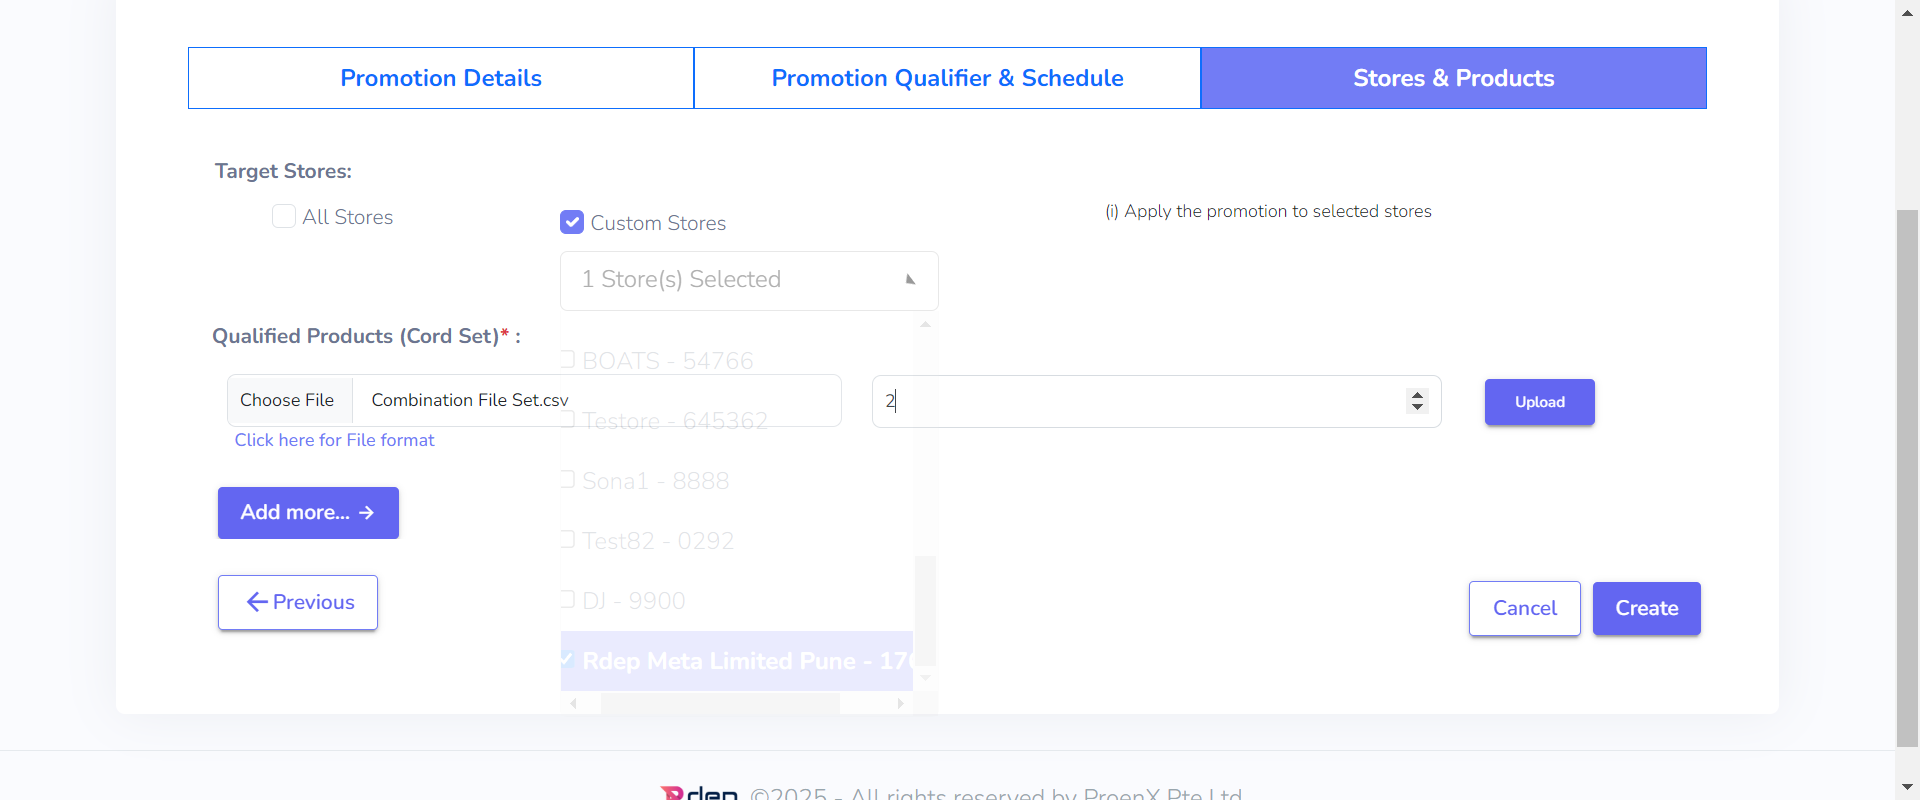 Promotion Details
Promotion Qualifier & Schedule
Stores & Products
Target Stores:
All Stores
Custom Stores
(i) Apply the promotion to selected stores
1 Store(s) Selected
Qualified Products (Cord Set)* :
BOATS - 54766
Choose File
Combination File Set.csv
2
Upload
Testore - 645362
Click here for File format
Sona1 - 8888
Add more...
Test82 - 0292
DJ - 9900
Previous
Cancel
Create
Rdep Meta Limited Pune - 176
Rdep
©2025 - All rights reserved by ProenX Pte Ltd